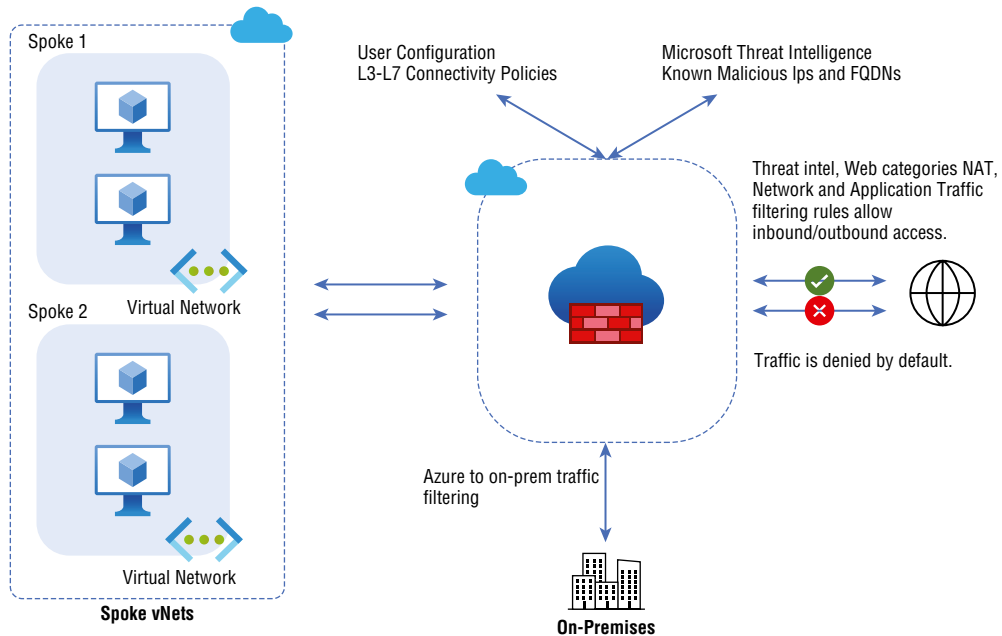 Spoke 1
Virtual Network
Spoke 2
Virtual Network
Spoke vNets
User Configuration
L3-L7 Connectivity Policies
Microsoft Threat Intelligence
Known Malicious Ips and FQDNs
Threat intel, Web categories NAT,
Network and Application Traffic
filtering rules allow
inbound/outbound access.
Traffic is denied by default.
Azure to on-prem traffic
filtering
On-Premises